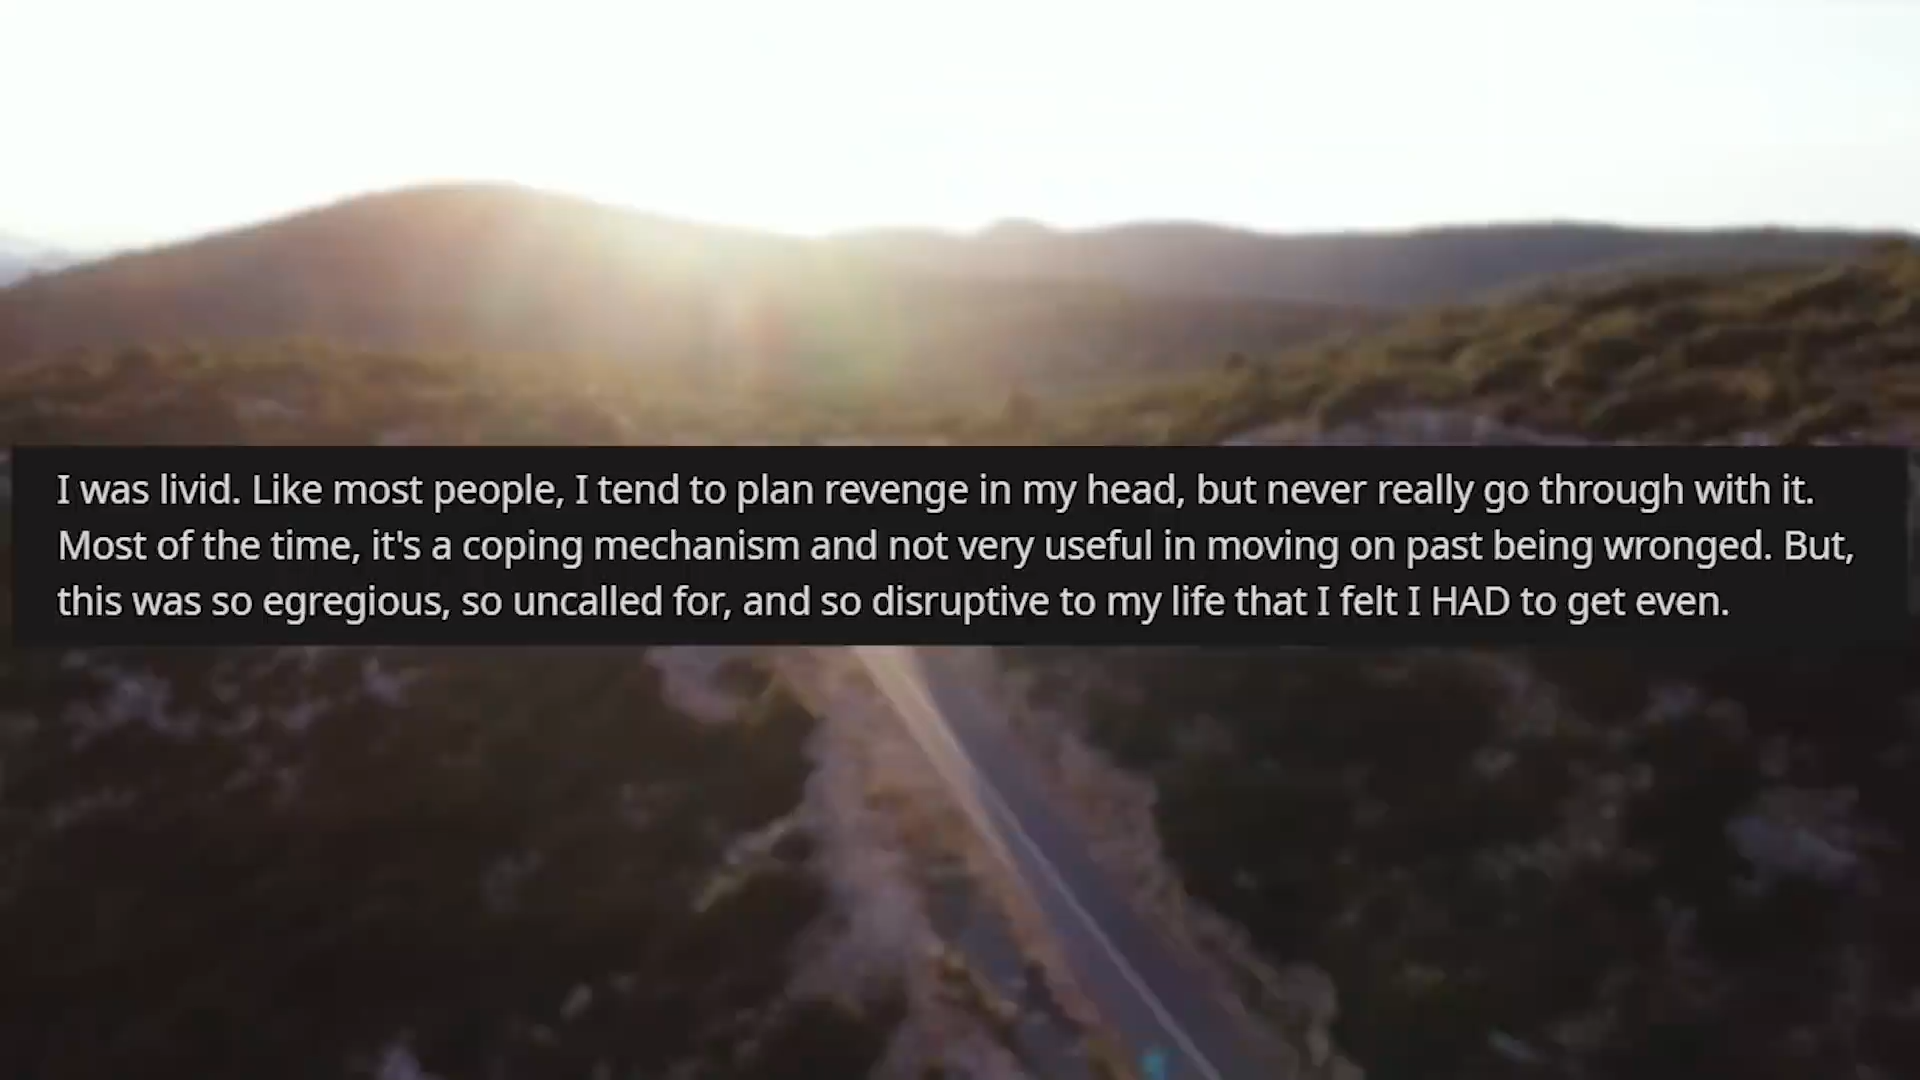 I was livid. Like most people, I tend to plan revenge in my head, but never really go through with it.
Most of the time, it's a coping mechanism and not very useful in moving on past being wronged. But,
this was so egregious, so uncalled for, and so disruptive to my life that I felt I HAD to get even.